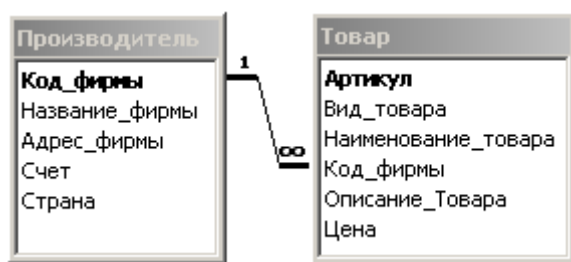 Производитель
Код_фирмы
Название_фирмы
Адрес_фирмы
Счет
Страна
1
∞
Товар
Артикул
Вид_товара
Наименование_товара
Код_фирмы
Описание_Товара
Цена